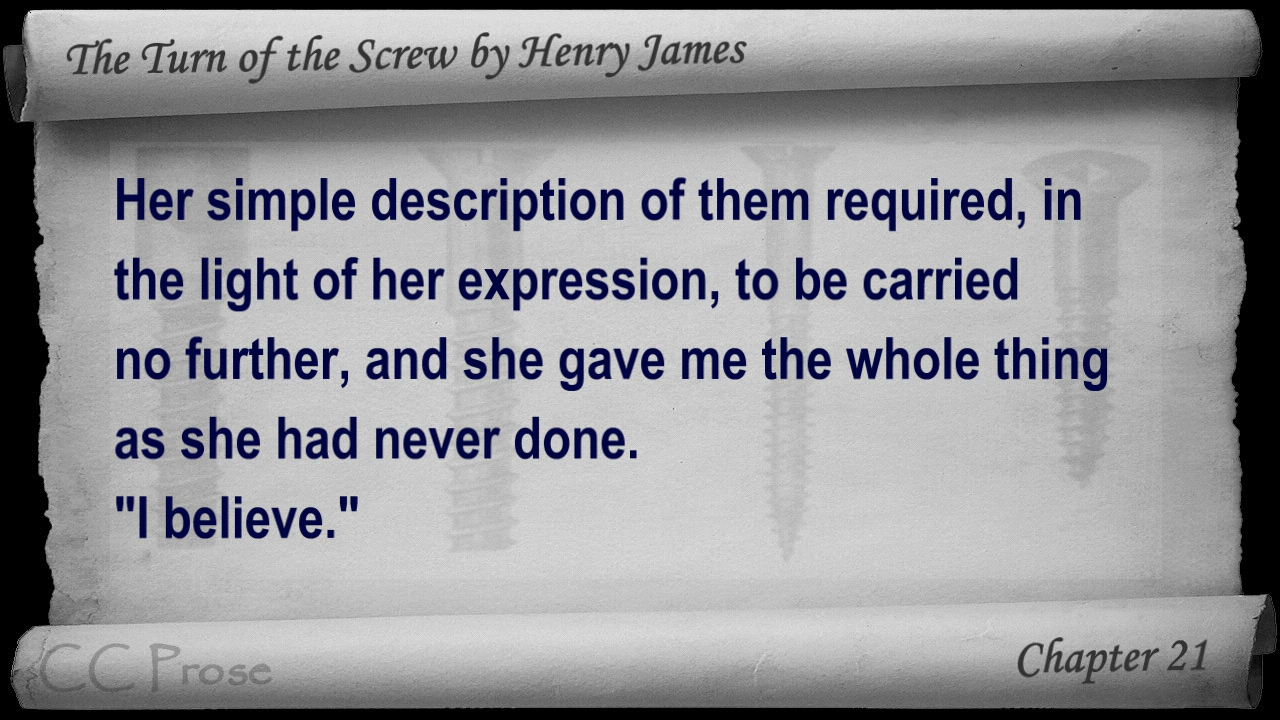 The Turn of the Screw by Henry James
Her simple description of them required, in
the light of her expression, to be carried
no further, and she gave me the whole thing
as she had never done.
"I believe."
CC Prose
Chapter 21